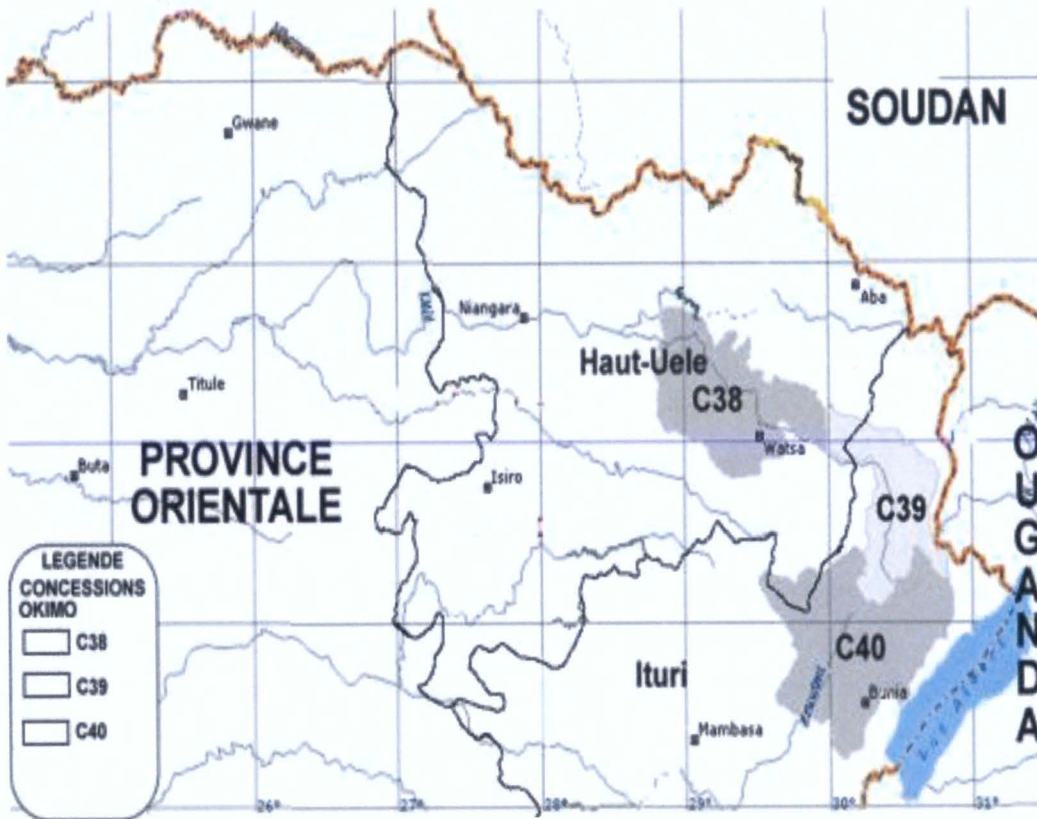 SOUDAN
Gwane
Aba
Niangara
Haut-Uele
C38
Titule
Watsa
PROVINCE
ORIENTALE
Buta
Isiro
C39
OUGANDA
LEGENDE
CONCESSIONS
OKIMO
C38
C39
C40
C40
Ituri
Bunia
Mambasa
26°
27°
28°
29°
30°
31°